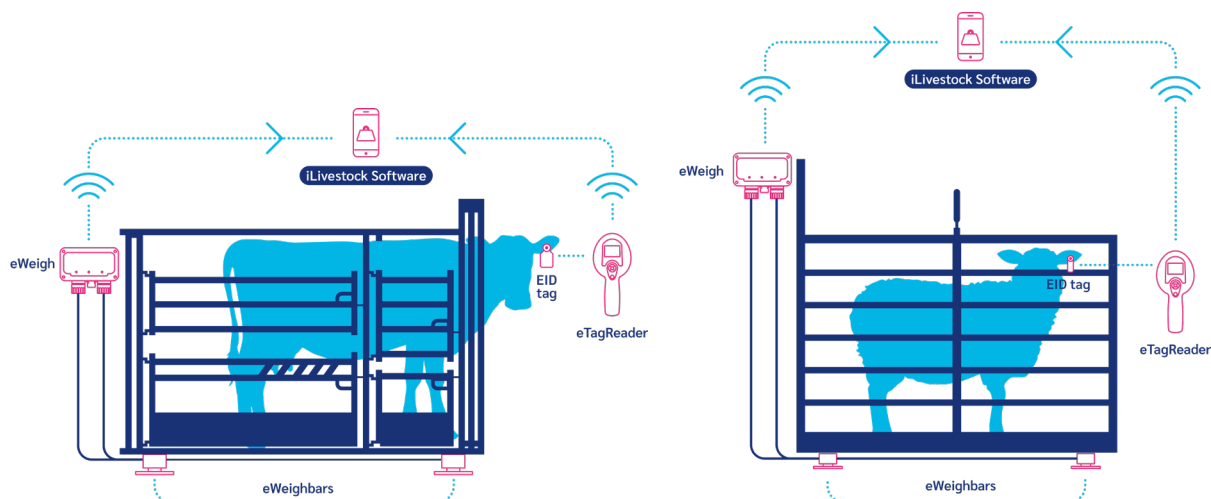 iLivestock Software
eWeigh
EID
tag
eTagReader
eWeighbars
iLivestock Software
eWeigh
EID tag
eTagReader
eWeighbars